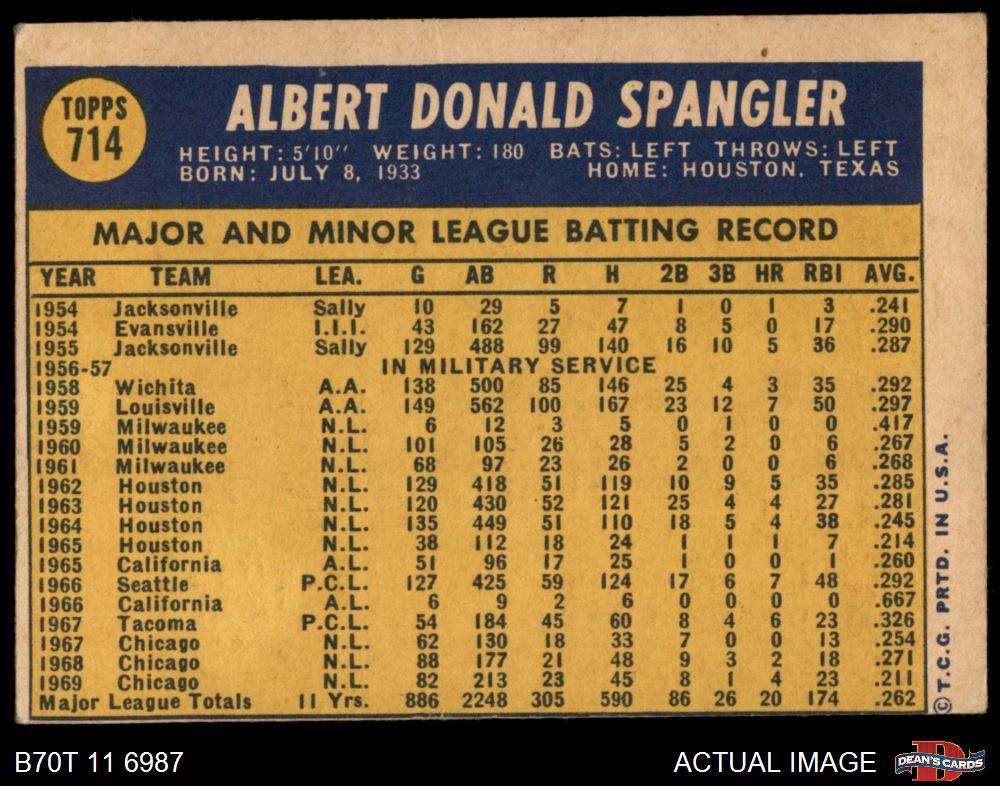 TOPPS
714
ALBERT DONALD SPANGLER
HEIGHT: 5'10" WEIGHT: 180 BATS: LEFT THROWS: LEFT
BORN: JULY 8, 1933 HOME: HOUSTON, TEXAS
MAJOR AND MINOR LEAGUE BATTING RECORD
YEAR TEAM LEA. G AB R H 2B 3B HR RBI AVG.
1954 Jacksonville Sally 10 29 5 7 1 0 1 3 .241
1954 Evansville I.I.I. 43 162 27 47 8 5 0 17 .290
1955 Jacksonville Sally 129 488 99 140 16 10 5 36 .287
1956-57 IN MILITARY SERVICE
1958 Wichita A.A. 138 500 85 146 25 4 3 35 .292
1959 Louisville A.A. 149 562 100 167 23 12 7 50 .297
1959 Milwaukee N.L. 6 12 3 5 0 1 0 0 .417
1960 Milwaukee N.L. 101 105 26 28 5 2 0 6 .267
1961 Milwaukee N.L. 68 97 23 26 2 0 0 6 .268
1962 Houston N.L. 129 418 51 119 10 9 5 35 .285
1963 Houston N.L. 120 430 52 121 25 4 4 27 .281
1964 Houston N.L. 135 449 51 110 18 5 4 38 .245
1965 Houston N.L. 38 112 18 24 1 1 1 7 .214
1965 California A.L. 51 96 17 25 1 0 0 1 .260
1966 Seattle P.C.L. 127 425 59 124 17 6 7 48 .292
1966 California A.L. 6 9 2 6 0 0 0 0 .667
1967 Tacoma P.C.L. 54 184 45 60 8 4 6 23 .326
1967 Chicago N.L. 62 130 18 33 7 0 0 13 .254
1968 Chicago N.L. 88 177 21 48 9 3 2 18 .271
1969 Chicago N.L. 82 213 23 45 8 1 4 23 .211
Major League Totals 11 Yrs. 886 2248 305 590 86 26 20 174 .262
©T.C.G. PRTD. IN U.S.A.
B70T 11 6987 ACTUAL IMAGE
D
DEAN'S CARDS